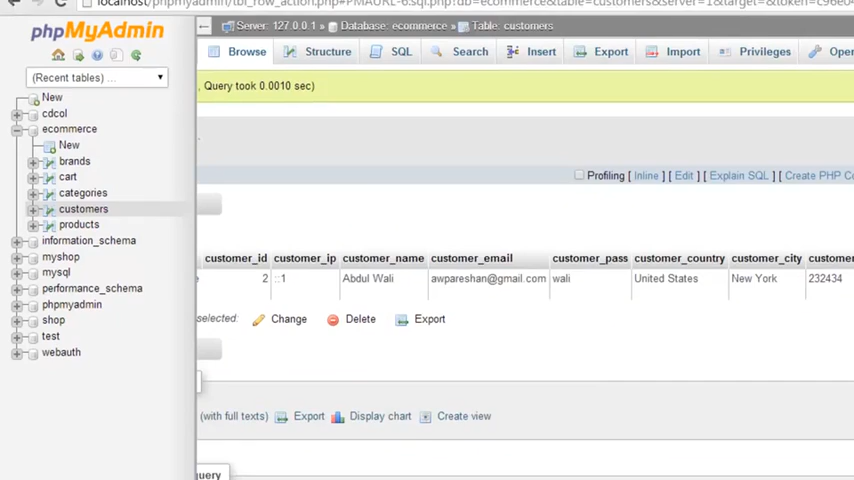 localhost/phpmyadmin/tbl_row_action.php#PMAURL-6:sql.php?db=ecommerce&table=customers&server=1&target=&token=c96e04
phpMyAdmin
Server: 127.0.0.1 » Database: ecommerce » Table: customers
Browse Structure SQL Search Insert Export Import Privileges Oper
(Recent tables) ...
, Query took 0.0010 sec)
New
cdcol
ecommerce
New
brands
cart
categories
customers
products
information_schema
myshop
mysql
performance_schema
phpmyadmin
shop
test
webauth
Profiling [ Inline ] [ Edit ] [ Explain SQL ] [ Create PHP Co
customer_id customer_ip customer_name customer_email customer_pass customer_country customer_city customer
2 ::1 Abdul Wali awpareshan@gmail.com wali United States New York 232434
selected: Change Delete Export
(with full texts) Export Display chart Create view
query